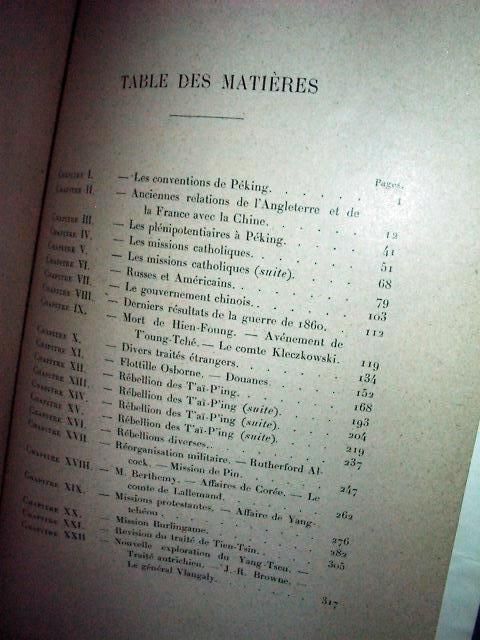 TABLE DES MATIÈRES
Pages.
CHAPITRE I. — Les conventions de Péking. . . . . . 1
CHAPITRE II. — Anciennes relations de l'Angleterre et de
la France avec la Chine. . . . . . 12
CHAPITRE III. — Les plénipotentiaires à Péking. . . . . 41
CHAPITRE IV. — Les missions catholiques. . . . . . 51
CHAPITRE V. — Les missions catholiques (suite). . . . . 68
CHAPITRE VI. — Russes et Américains. . . . . . 79
CHAPITRE VII. — Le gouvernement chinois. . . . . . 103
CHAPITRE VIII. — Derniers résultats de la guerre de 1860. . . 112
CHAPITRE IX. — Mort de Hien-Foung. — Avénement de
T'oung-Tché. — Le comte Kleczkowski. . 119
CHAPITRE X. — Divers traités étrangers. . . . . . 134
CHAPITRE XI. — Flottille Osborne. — Douanes. . . . . 152
CHAPITRE XII. — Rébellion des T'aï-P'ing. . . . . . 168
CHAPITRE XIII. — Rébellion des T'aï-P'ing (suite). . . . . 193
CHAPITRE XIV. — Rébellion des T'aï-P'ing (suite). . . . . 204
CHAPITRE XV. — Rébellion des T'aï-P'ing (suite). . . . . 219
CHAPITRE XVI. — Rébellions diverses. . . . . . 237
CHAPITRE XVII. — Réorganisation militaire. — Rutherford Al-
cock. — Mission de Pin. . . . . . 247
CHAPITRE XVIII. — M. Berthemy. — Affaires de Corée. — Le
comte de Lallemand. . . . . . 262
CHAPITRE XIX. — Missions protestantes. — Affaire de Yang-
tchéou. . . . . . 276
CHAPITRE XX. — Mission Burlingame. . . . . . 282
CHAPITRE XXI. — Revision du traité de Tien-Tsin. . . . . 305
CHAPITRE XXII — Nouvelle exploration du Yang-Tseu. —
Traité autrichien. — J.-R. Browne. —
Le général Vlangaly. . . . . . 317